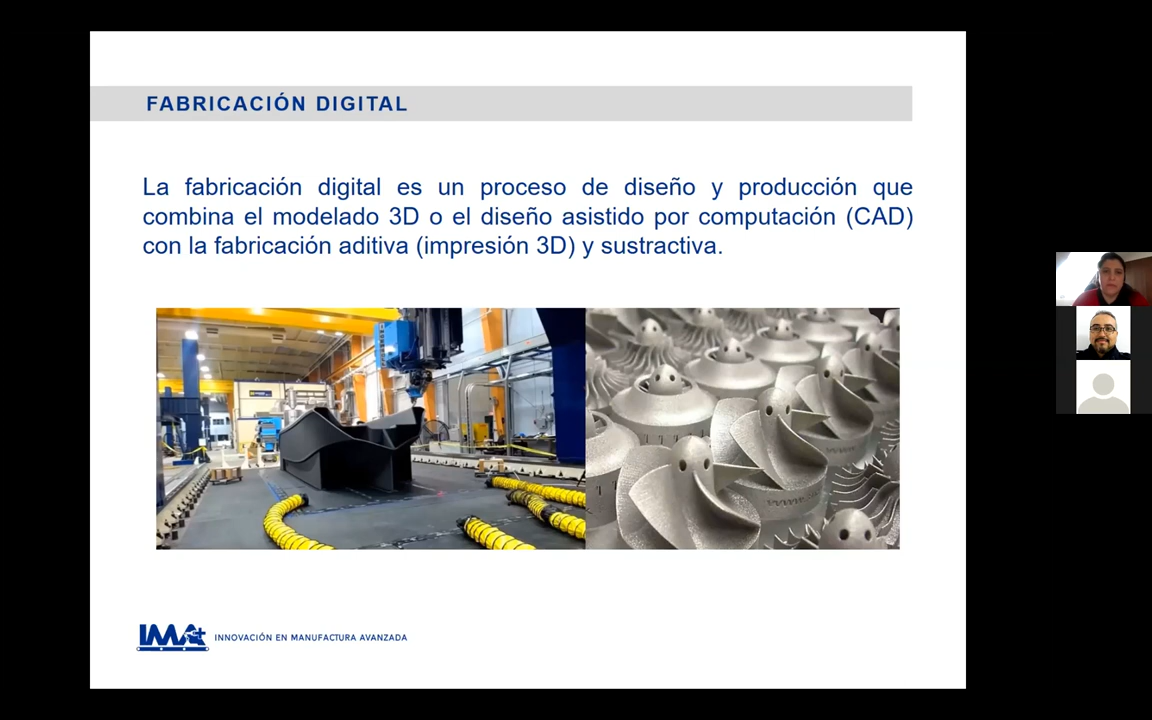 FABRICACIÓN DIGITAL
La fabricación digital es un proceso de diseño y producción que
combina el modelado 3D o el diseño asistido por computación (CAD)
con la fabricación aditiva (impresión 3D) y sustractiva.
IMA+ INNOVACIÓN EN MANUFACTURA AVANZADA